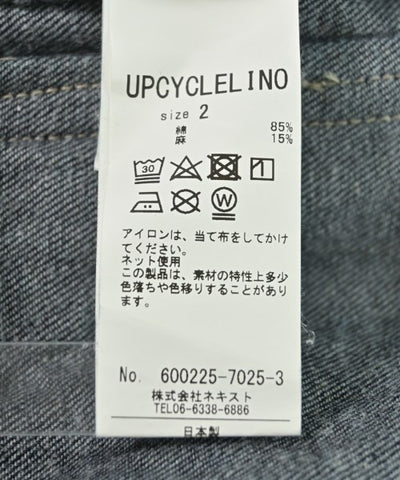 UPCYCLELINO
size 2
綿 85%
麻 15%
30
W
アイロンは、当て布をしてかけ
てください。
ネット使用
この製品は、素材の特性上多少
色落ちや色移りすることがあり
ます。
No. 600225-7025-3
株式会社ネキスト
TEL06-6338-6886
日本製